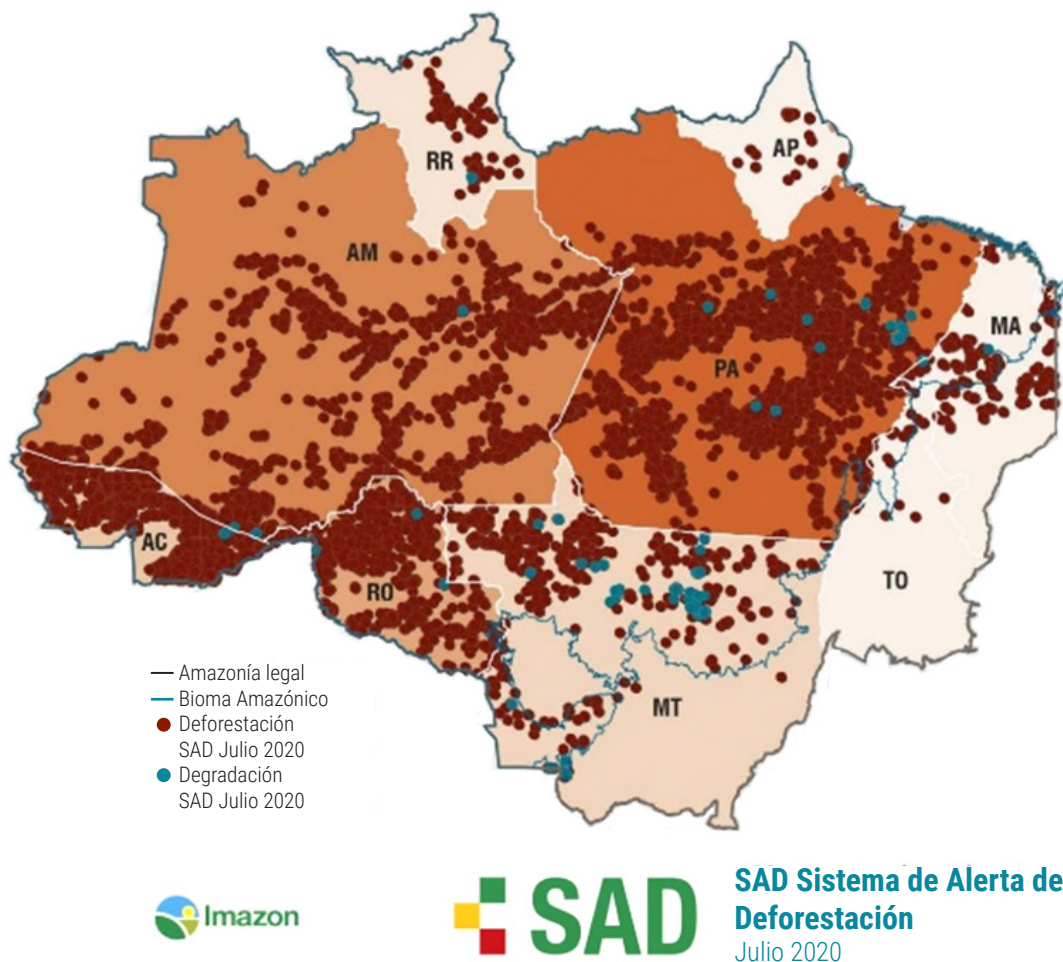 RR
AP
AM
MA
PA
AC
RO
TO
MT
Amazonía legal
Bioma Amazónico
Deforestación
SAD Julio 2020
Degradación
SAD Julio 2020
Imazon
SAD
SAD Sistema de Alerta de
Deforestación
Julio 2020